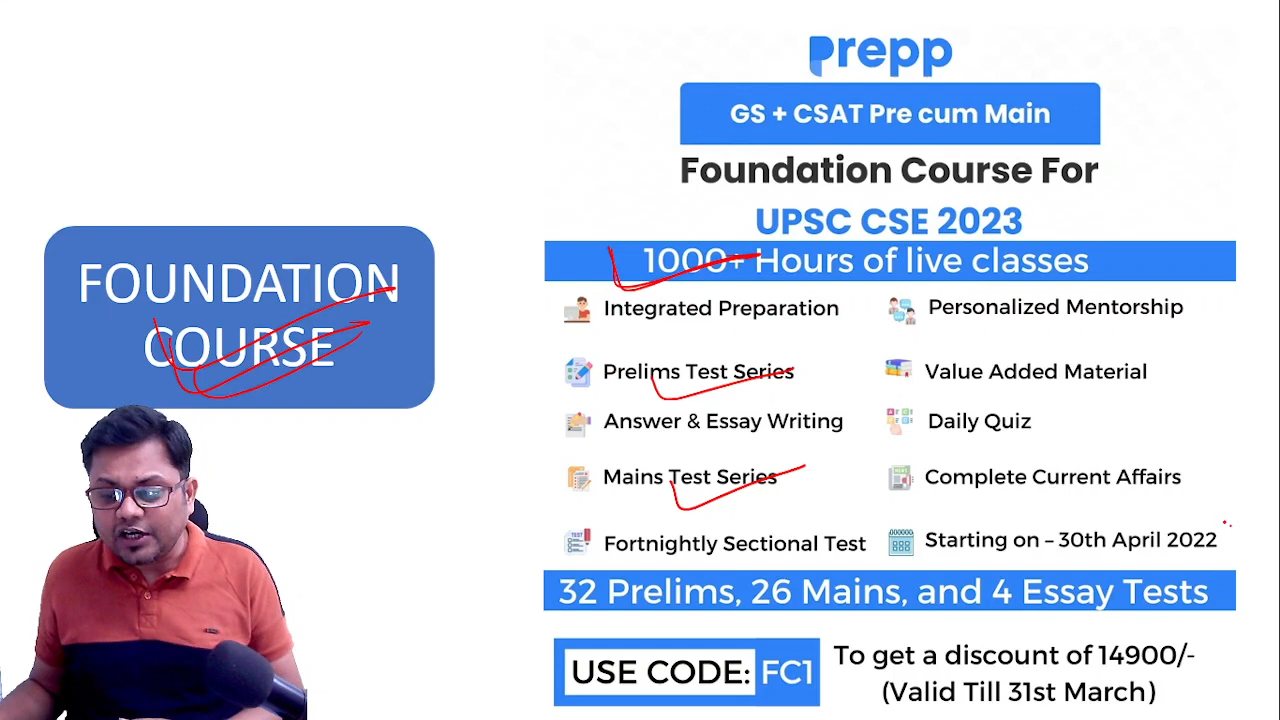 FOUNDATION
COURSE
Prepp
GS + CSAT Pre cum Main
Foundation Course For
UPSC CSE 2023
1000+ Hours of live classes
Integrated Preparation
Personalized Mentorship
Prelims Test Series
Value Added Material
Answer & Essay Writing
Daily Quiz
Mains Test Series
Complete Current Affairs
Fortnightly Sectional Test
Starting on – 30th April 2022
32 Prelims, 26 Mains, and 4 Essay Tests
USE CODE: FC1
To get a discount of 14900/-
(Valid Till 31st March)